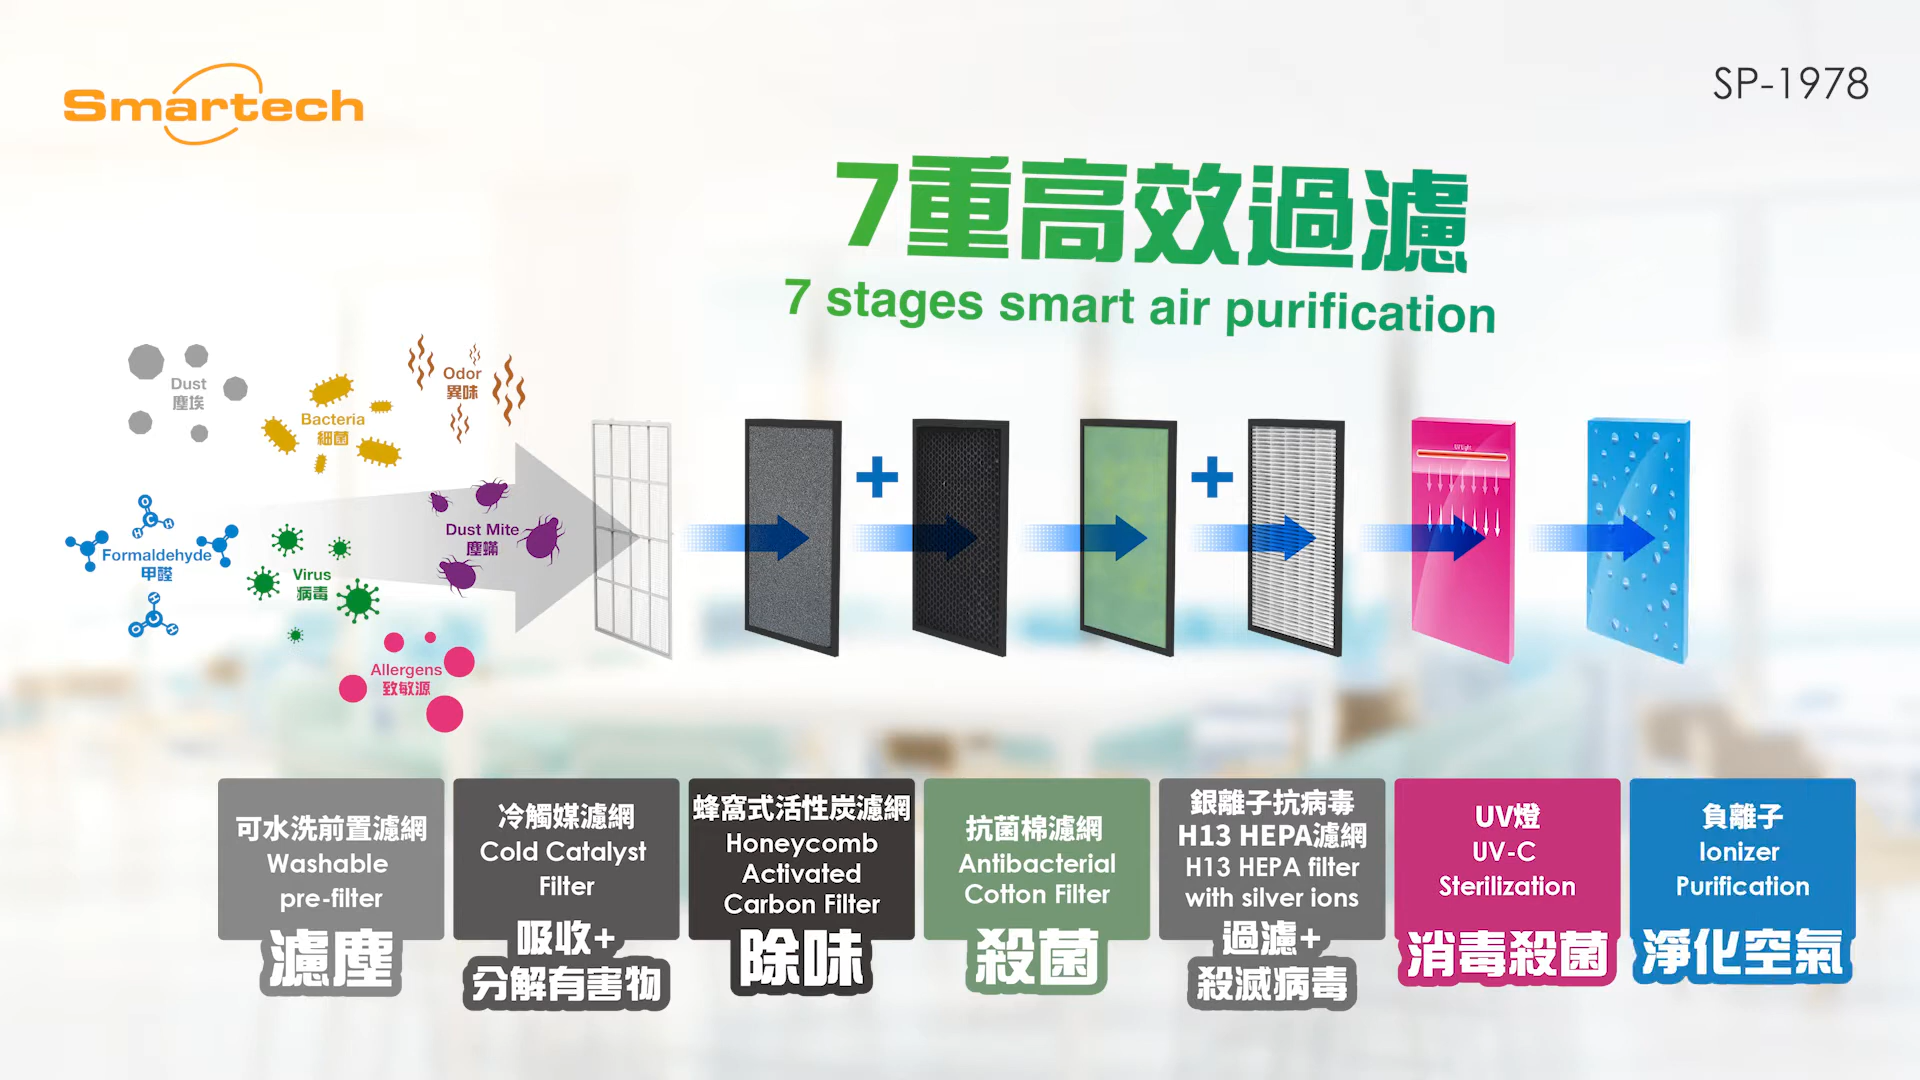 Smartech
SP-1978
7重高效過濾
7 stages smart air purification
Dust
塵埃
Bacteria
細菌
Odor
異味
Formaldehyde
甲醛
Virus
病毒
Dust Mite
塵蟎
Allergens
致敏源
UV Light
可水洗前置濾網
Washable
pre-filter
濾塵
冷觸媒濾網
Cold Catalyst
Filter
吸收+
分解有害物
蜂窩式活性炭濾網
Honeycomb
Activated
Carbon Filter
除味
抗菌棉濾網
Antibacterial
Cotton Filter
殺菌
銀離子抗病毒
H13 HEPA濾網
H13 HEPA filter
with silver ions
過濾+
殺滅病毒
UV燈
UV-C
Sterilization
消毒殺菌
負離子
Ionizer
Purification
淨化空氣